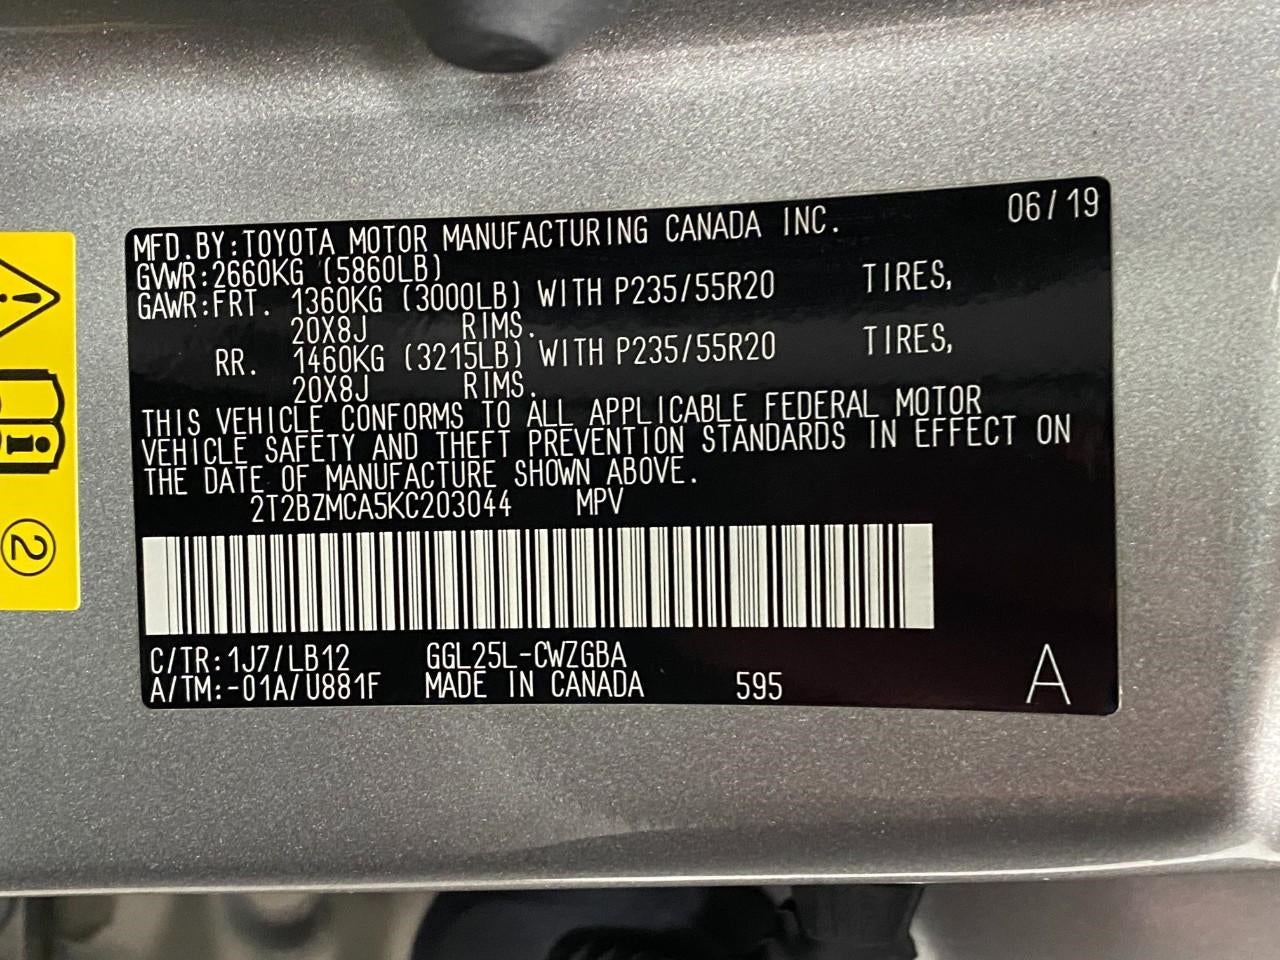 06/19
MFD.BY:TOYOTA MOTOR MANUFACTURING CANADA INC.
GVWR:2660KG (5860LB)
GAWR:FRT. 1360KG (3000LB) WITH P235/55R20 TIRES,
20X8J RIMS.
RR. 1460KG (3215LB) WITH P235/55R20 TIRES,
20X8J RIMS.
THIS VEHICLE CONFORMS TO ALL APPLICABLE FEDERAL MOTOR
VEHICLE SAFETY AND THEFT PREVENTION STANDARDS IN EFFECT ON
THE DATE OF MANUFACTURE SHOWN ABOVE.
2T2BZMCA5KC203044 MPV
C/TR:1J7/LB12 GGL25L-CWZGBA
A/TM:-01A/U881F MADE IN CANADA 595 A
2